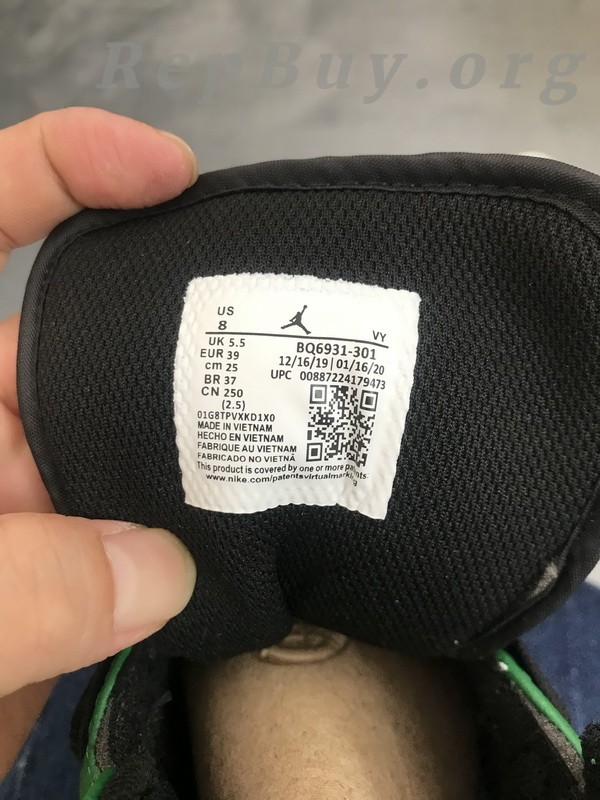 RepBuy.org
US
8
VY
UK 5.5
EUR 39
cm 25
BR 37
CN 250
(2.5)
BQ6931-301
12/16/19 | 01/16/20
UPC 00887224179473
01G8TPVXKD1X0
MADE IN VIETNAM
HECHO EN VIETNAM
FABRIQUE AU VIETNAM
FABRICADO NO VIETNÃ
This product is covered by one or more patents.
www.nike.com/patentsvirtualmarking